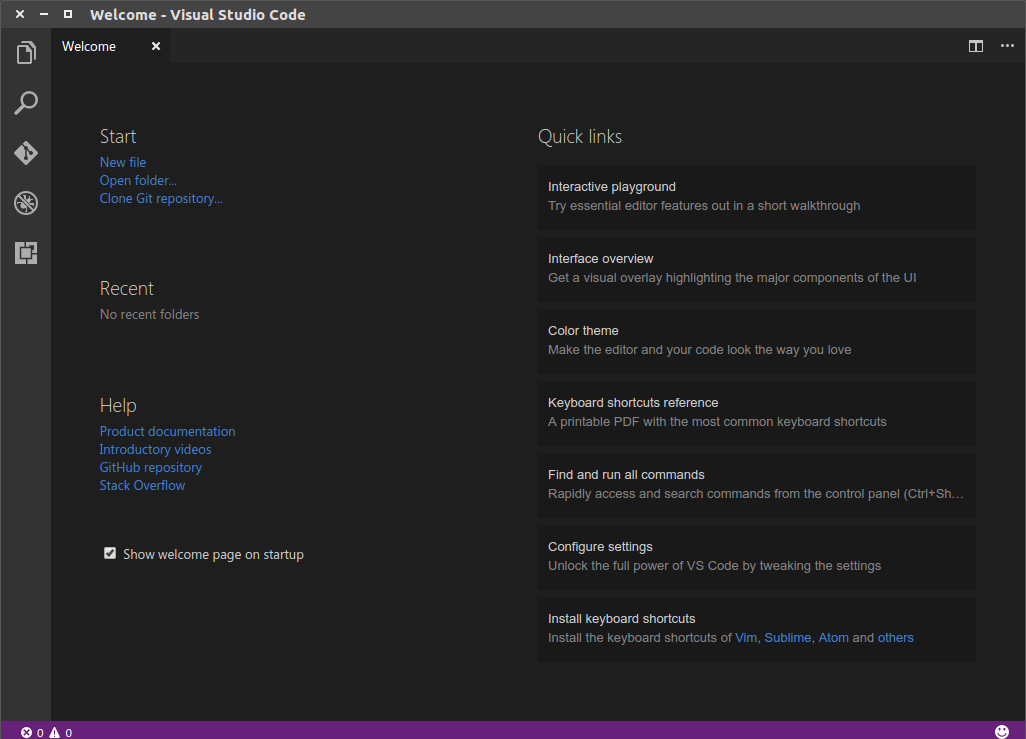 Welcome - Visual Studio Code
Welcome
Start
New file
Open folder...
Clone Git repository...
Recent
No recent folders
Help
Product documentation
Introductory videos
GitHub repository
Stack Overflow
Show welcome page on startup
Quick links
Interactive playground
Try essential editor features out in a short walkthrough
Interface overview
Get a visual overlay highlighting the major components of the UI
Color theme
Make the editor and your code look the way you love
Keyboard shortcuts reference
A printable PDF with the most common keyboard shortcuts
Find and run all commands
Rapidly access and search commands from the control panel (Ctrl+Sh…
Configure settings
Unlock the full power of VS Code by tweaking the settings
Install keyboard shortcuts
Install the keyboard shortcuts of Vim, Sublime, Atom and others
0 0